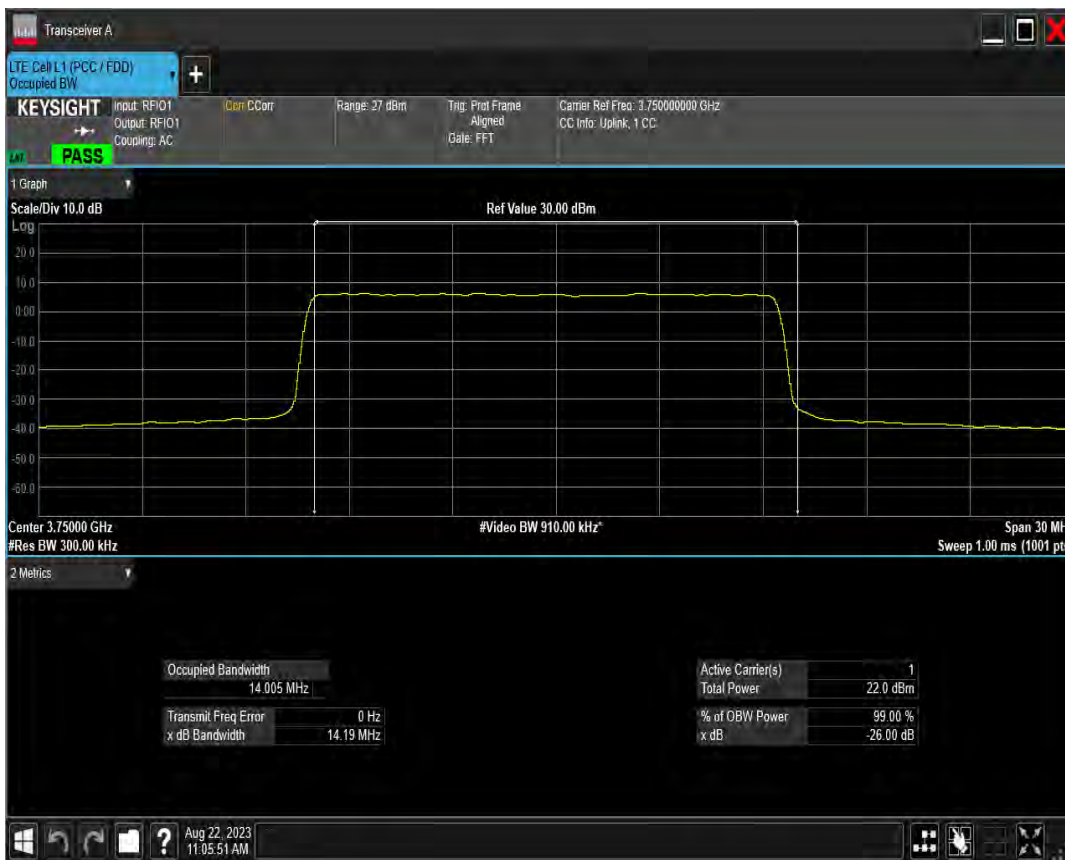 Transceiver A
LTE Cell L1 (PCC / FDD)
Occupied BW
+
KEYSIGHT
Input: RFIO1
Output: RFIO1
Coupling: AC
Corr CCorr
Range: 27 dBm
Trig: Prot Frame
Aligned
Gate: FFT
Carrier Ref Freq: 3.750000000 GHz
CC Info: Uplink, 1 CC
PASS
1 Graph
Scale/Div 10.0 dB
Ref Value 30.00 dBm
Log
20.0
10.0
0.00
-10.0
-20.0
-30.0
-40.0
-50.0
-60.0
Center 3.75000 GHz
#Video BW 910.00 kHz*
Span 30 MH
#Res BW 300.00 kHz
Sweep 1.00 ms (1001 pt
2 Metrics
Occupied Bandwidth
14.005 MHz
Transmit Freq Error 0 Hz
x dB Bandwidth 14.19 MHz
Active Carrier(s) 1
Total Power 22.0 dBm
% of OBW Power 99.00 %
x dB -26.00 dB
?
Aug 22, 2023
11:05:51 AM